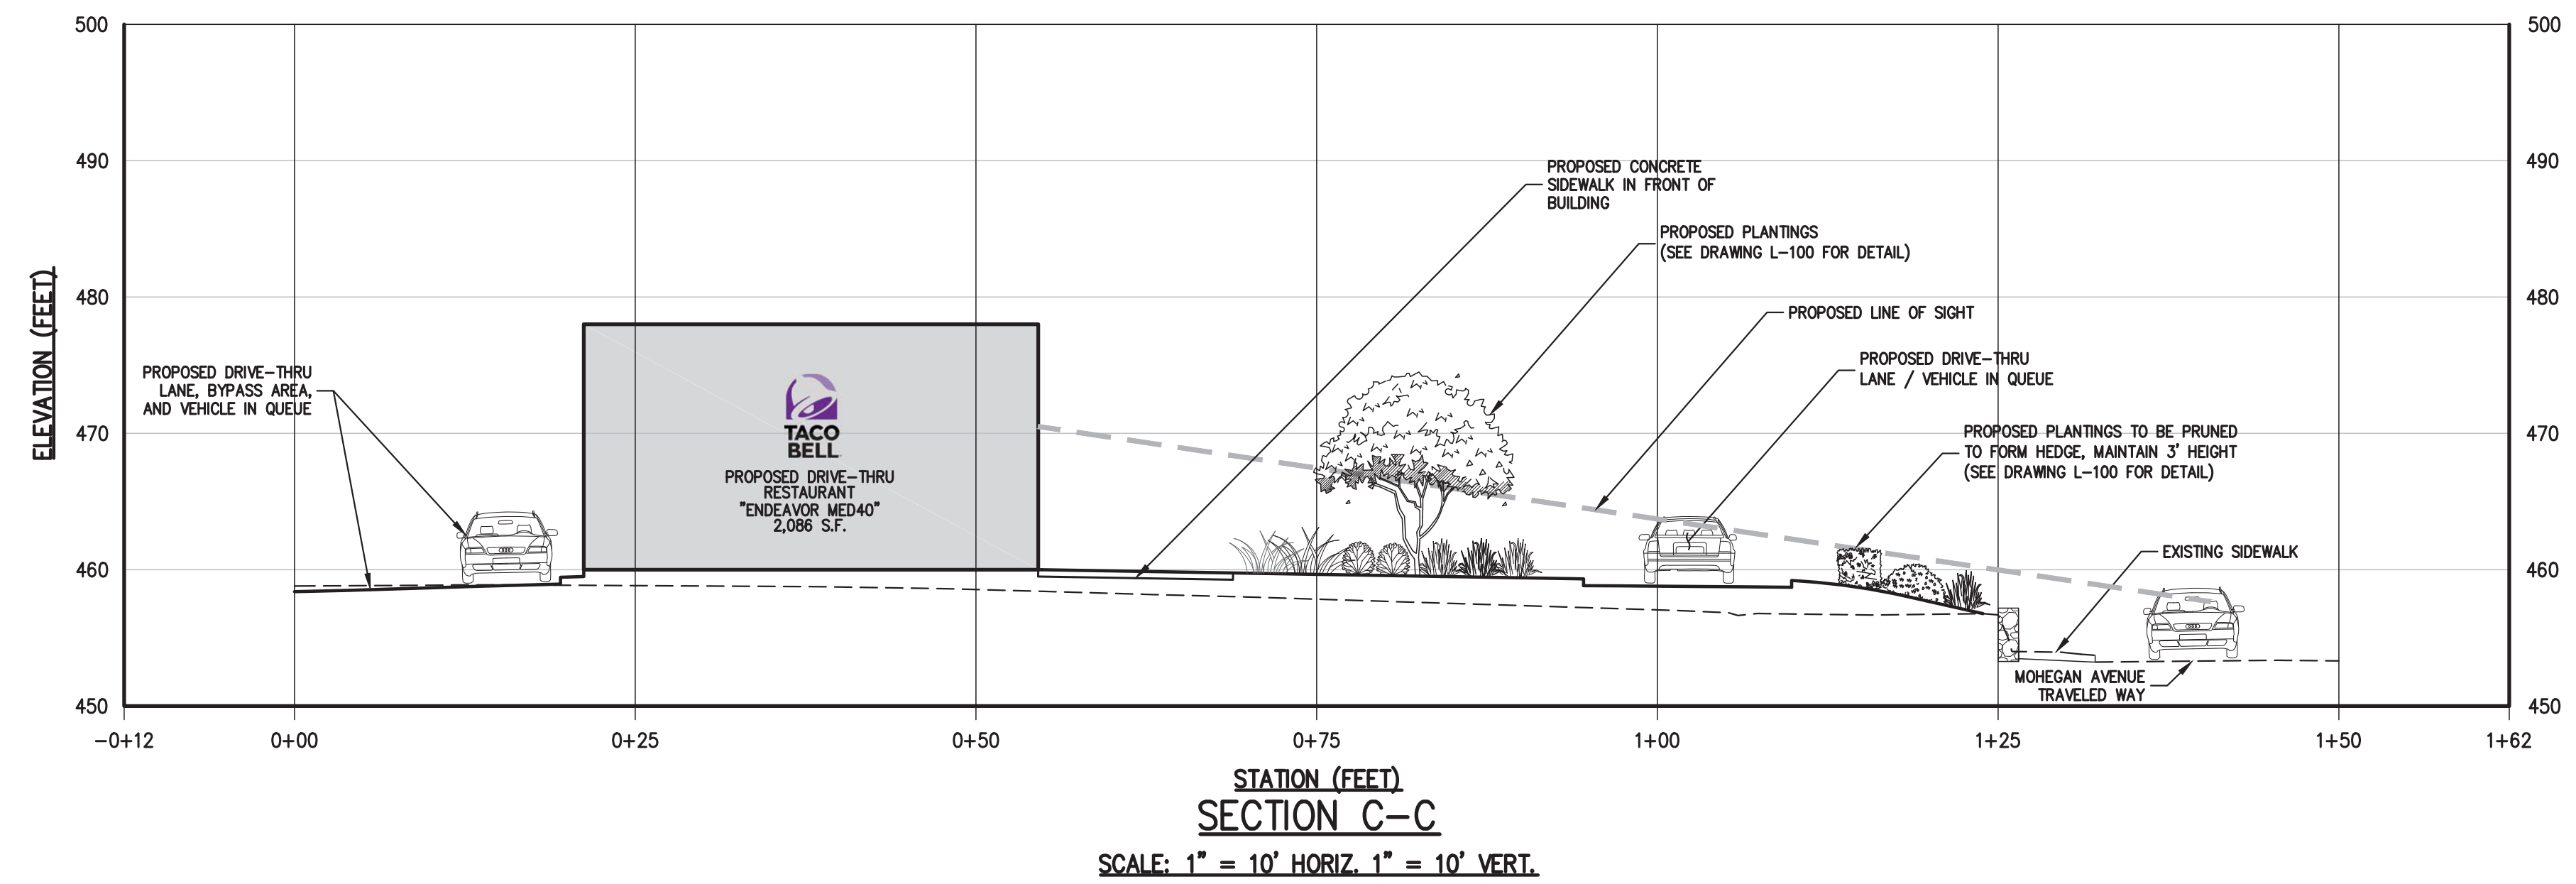 500
500
490
490
480
480
470
470
460
460
450
450
ELEVATION (FEET)
PROPOSED DRIVE-THRU
LANE, BYPASS AREA,
AND VEHICLE IN QUEUE
TACO
BELL
PROPOSED DRIVE-THRU
RESTAURANT
"ENDEAVOR MED40"
2,086 S.F.
PROPOSED CONCRETE
SIDEWALK IN FRONT OF
BUILDING
PROPOSED PLANTINGS
(SEE DRAWING L-100 FOR DETAIL)
PROPOSED LINE OF SIGHT
PROPOSED DRIVE-THRU
LANE / VEHICLE IN QUEUE
PROPOSED PLANTINGS TO BE PRUNED
TO FORM HEDGE, MAINTAIN 3' HEIGHT
(SEE DRAWING L-100 FOR DETAIL)
EXISTING SIDEWALK
MOHEGAN AVENUE
TRAVELED WAY
-0+12
0+00
0+25
0+50
0+75
1+00
1+25
1+50
1+62
STATION (FEET)
SECTION C-C
SCALE: 1" = 10' HORIZ. 1" = 10' VERT.